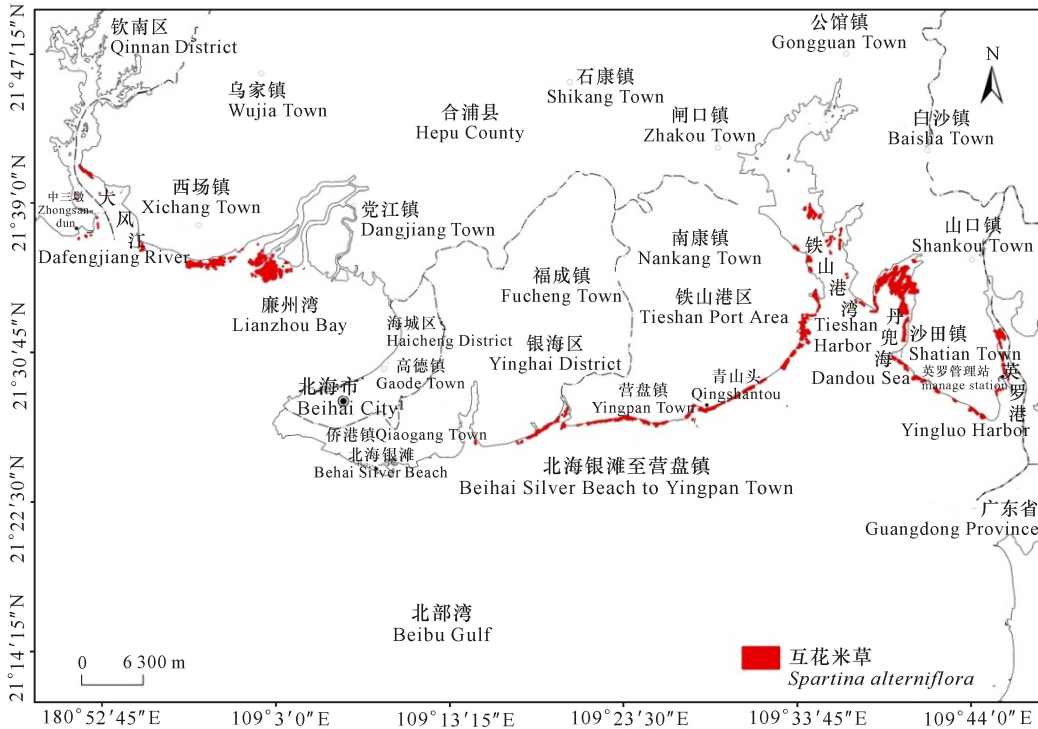 钦南区
Qinnan District
公馆镇
Gongguan Town
N
乌家镇
Wujia Town
石康镇
Shikang Town
合浦县
Hepu County
闸口镇
Zhakou Town
白沙镇
Baisha Town
中三墩
Zhongsan-
dun
大风江
Dafengjiang River
西场镇
Xichang Town
党江镇
Dangjiang Town
南康镇
Nankang Town
山口镇
Shankou Town
廉州湾
Lianzhou Bay
福成镇
Fucheng Town
铁山港区
Tieshan Port Area
铁山港湾
Tieshan
Harbor
丹兜海
Dandou Sea
沙田镇
Shatian Town
英罗管理站
manage station
英罗港
Yingluo Harbor
海城区
Haicheng District
银海区
Yinghai District
高德镇
Gaode Town
北海市
Beihai City
青山头
Qingshantou
营盘镇
Yingpan Town
侨港镇Qiaogang Town
北海银滩
Behai Silver Beach
北海银滩至营盘镇
Beihai Silver Beach to Yingpan Town
广东省
Guangdong Province
北部湾
Beibu Gulf
互花米草
Spartina alterniflora
0 6 300 m
21°47′15″N
21°39′0″N
21°30′45″N
21°22′30″N
21°14′15″N
180°52′45″E 109°3′0″E 109°13′15″E 109°23′30″E 109°33′45″E 109°44′0″E